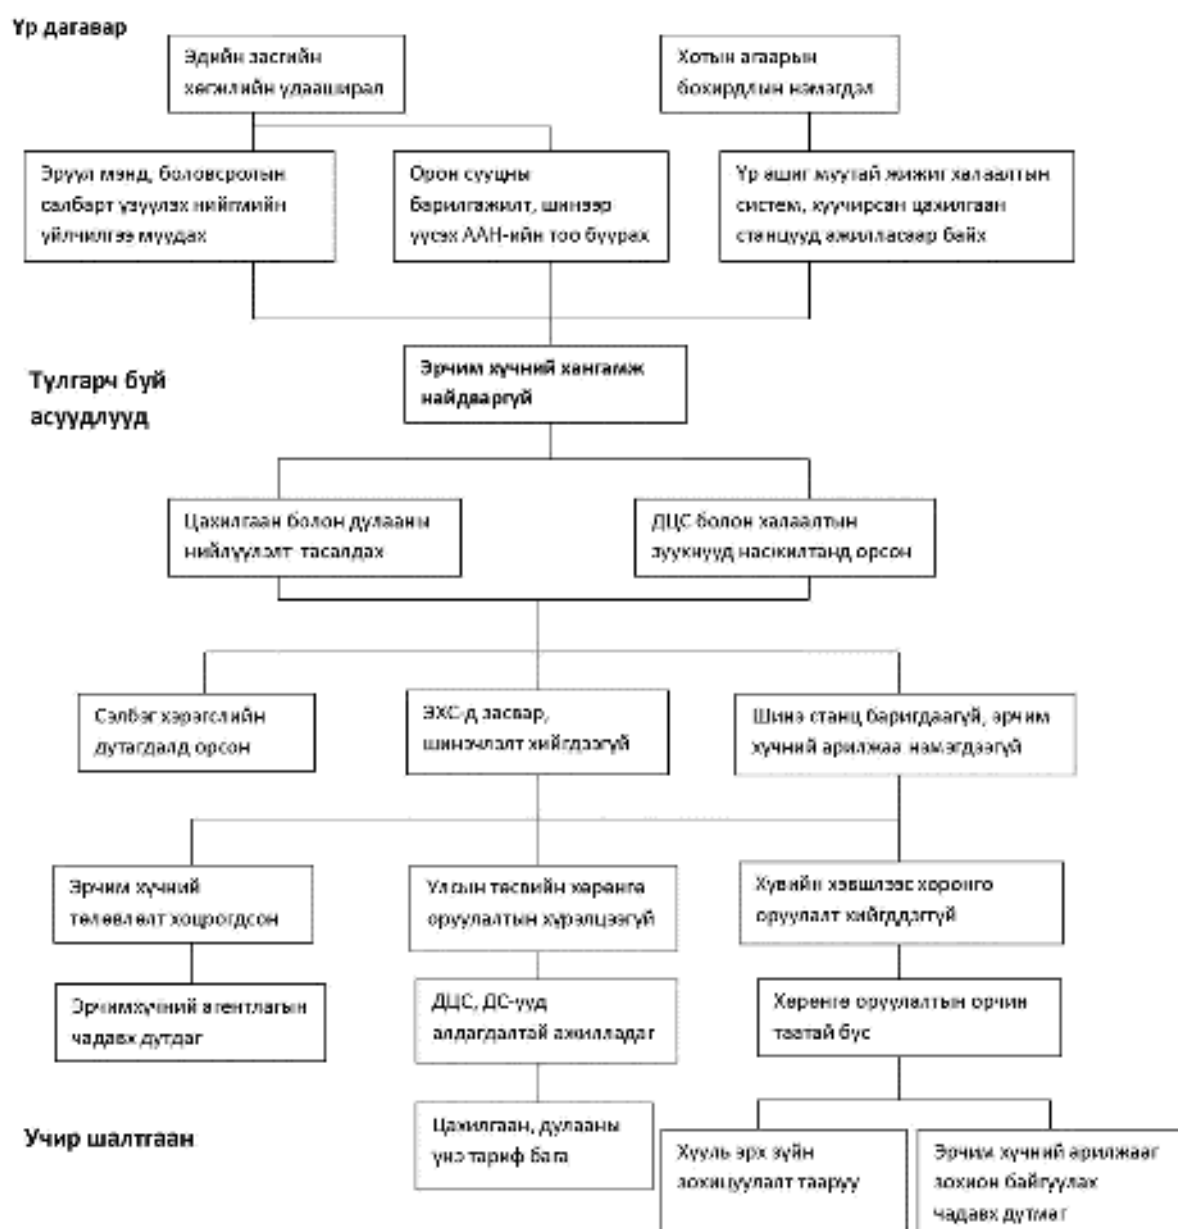 Үр дагавар
Эдийн засгийн
хөгжлийн удаашрал
Хотын агаарын
бохирдлын нэмэгдэл
Эрүүл мэнд, боловсролын
салбарт үзүүлэх нийгмийн
үйлчилгээ муудах
Орон сууцны
барилгажилт, шинээр
үүсэх ААН-ийн тоо буурах
Үр ашиг муутай жижиг халаалтын
систем, хуучирсан цахилгаан
станцууд ажилласаар байх
Тулгарч буй
асуудлууд
Эрчим хүчний хангамж
найдваргүй
Цахилгаан болон дулааны
нийлүүлэлт тасалдах
ДЦС болон халаалтын
зуухнууд насжилтанд орсон
Сэлбэг хэрэгслийн
дутагдалд орсон
ЭХС-д засвар,
шинэчлэлт хийгдээгүй
Шинэ станц баригдаагүй, эрчим
хүчний арилжаа нэмэгдээгүй
Эрчим хүчний
төлөвлөлт хоцрогдсон
Улсын төсвийн хөрөнгө
оруулалтын хүрэлцээгүй
Хувийн хэвшлээс хөрөнгө
оруулалт хийгддэггүй
Эрчимхүчний агентлагын
чадавх дутдаг
ДЦС, ДС-ууд
алдагдалтай ажилладаг
Хөрөнгө оруулалтын орчин
таатай бус
Учир шалтгаан
Цахилгаан, дулааны
үнэ тариф бага
Хууль эрх зүйн
зохицуулалт тааруу
Эрчим хүчний арилжааг
зохион байгуулах
чадавх дутмаг